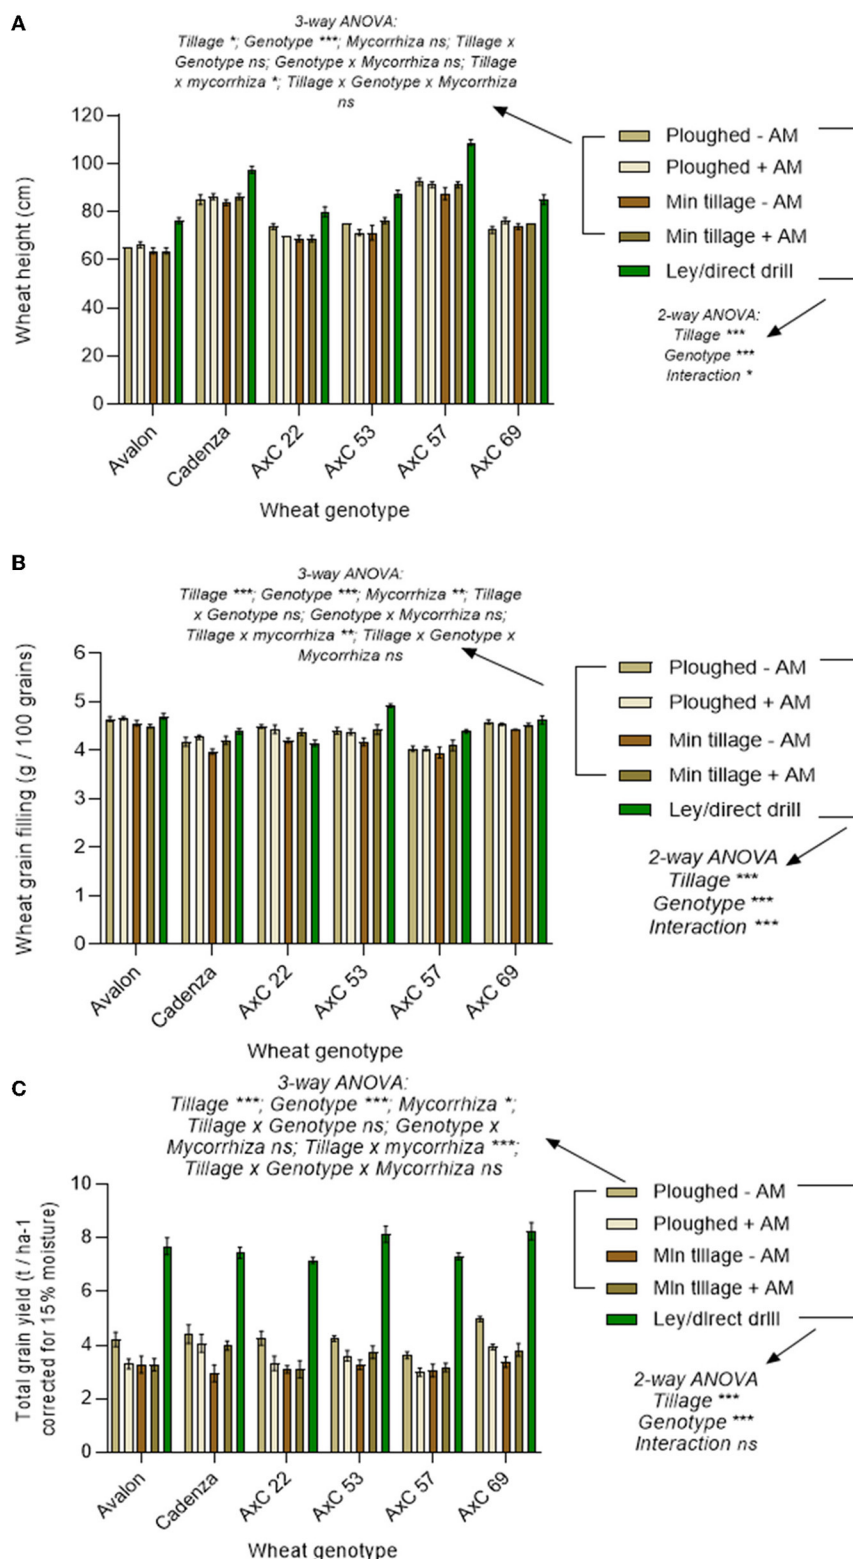 A
3-way ANOVA:
Tillage *; Genotype ***; Mycorrhiza ns; Tillage x
Genotype ns; Genotype x Mycorrhiza ns; Tillage
x mycorrhiza *; Tillage x Genotype x Mycorrhiza
ns
120
100
80
60
40
20
0
Wheat height (cm)
Avalon
Cadenza
AxC 22
AxC 53
AxC 57
AxC 69
Wheat genotype
Ploughed - AM
Ploughed + AM
Min tillage - AM
Min tillage + AM
Ley/direct drill
2-way ANOVA:
Tillage ***
Genotype ***
Interaction *
B
3-way ANOVA:
Tillage ***; Genotype ***; Mycorrhiza **; Tillage
x Genotype ns; Genotype x Mycorrhiza ns;
Tillage x mycorrhiza **; Tillage x Genotype x
Mycorrhiza ns
6
5
4
3
2
1
0
Wheat grain filling (g / 100 grains)
Avalon
Cadenza
AxC 22
AxC 53
AxC 57
AxC 69
Wheat genotype
Ploughed - AM
Ploughed + AM
Min tillage - AM
Min tillage + AM
Ley/direct drill
2-way ANOVA
Tillage ***
Genotype ***
Interaction ***
C
3-way ANOVA:
Tillage ***; Genotype ***; Mycorrhiza *;
Tillage x Genotype ns; Genotype x
Mycorrhiza ns; Tillage x mycorrhiza ***;
Tillage x Genotype x Mycorrhiza ns
10
8
6
4
2
0
Total grain yield (t / ha-1
corrected for 15% moisture)
Avalon
Cadenza
AxC 22
AxC 53
AxC 57
AxC 69
Wheat genotype
Ploughed - AM
Ploughed + AM
Min tillage - AM
Min tillage + AM
Ley/direct drill
2-way ANOVA
Tillage ***
Genotype ***
Interaction ns